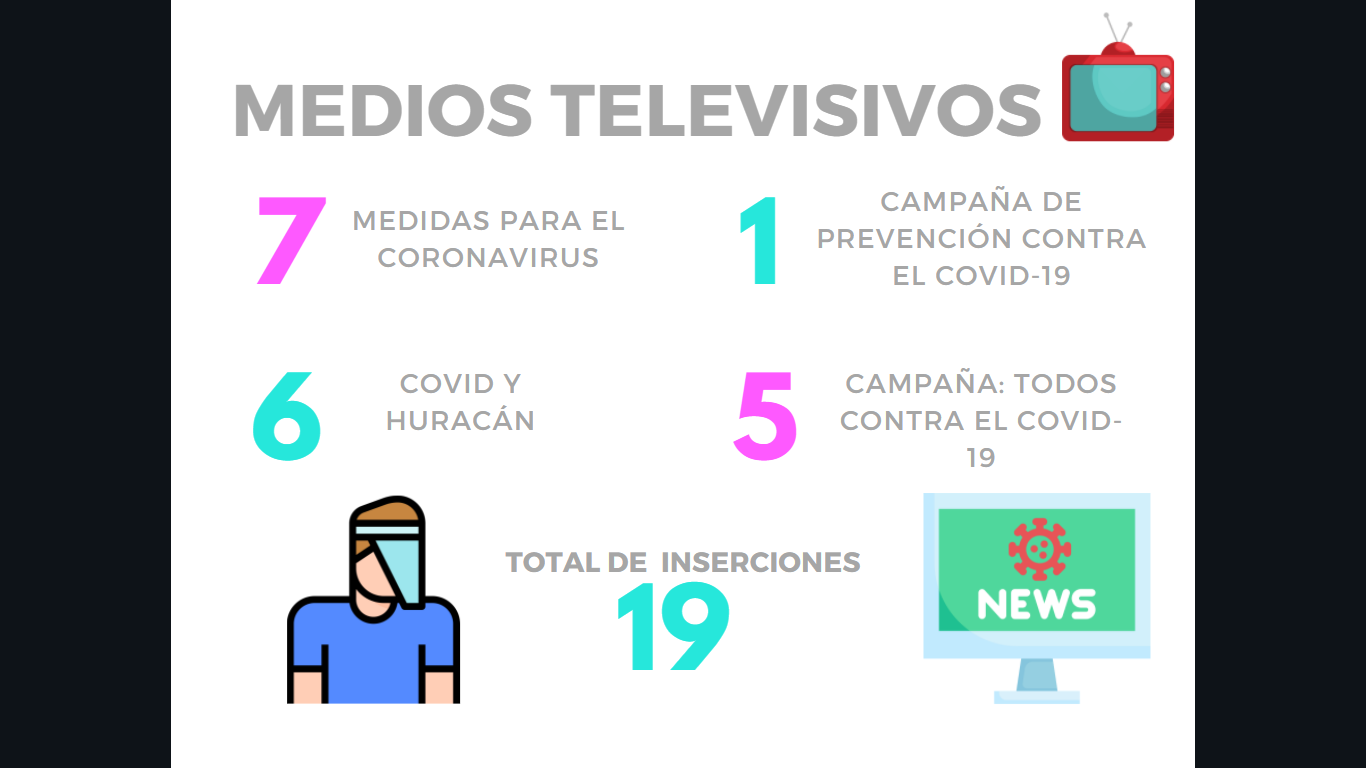 MEDIOS TELEVISIVOS
7
MEDIDAS PARA EL
CORONAVIRUS
1
CAMPAÑA DE
PREVENCIÓN CONTRA
EL COVID-19
6
COVID Y
HURACÁN
5
CAMPAÑA: TODOS
CONTRA EL COVID-
19
TOTAL DE INSERCIONES
19
NEWS